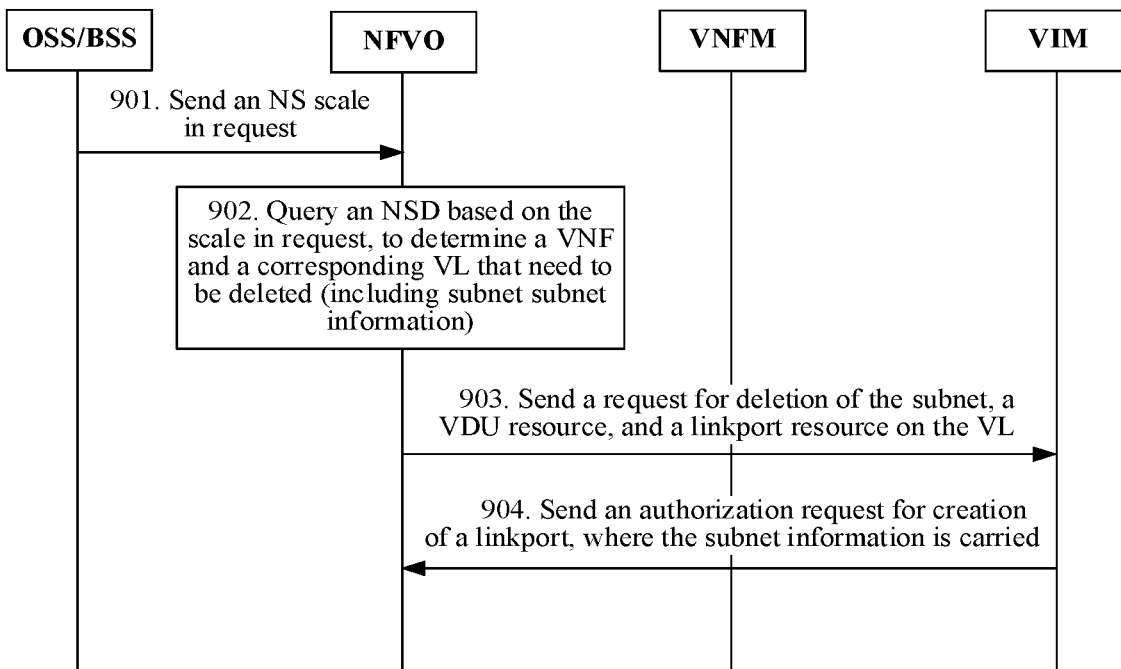 OSS/BSS
NFVO
VNFM
VIM
901. Send an NS scale
in request
902. Query an NSD based on the
scale in request, to determine a VNF
and a corresponding VL that need to
be deleted (including subnet subnet
information)
903. Send a request for deletion of the subnet, a
VDU resource, and a linkport resource on the VL
904. Send an authorization request for creation
of a linkport, where the subnet information is carried